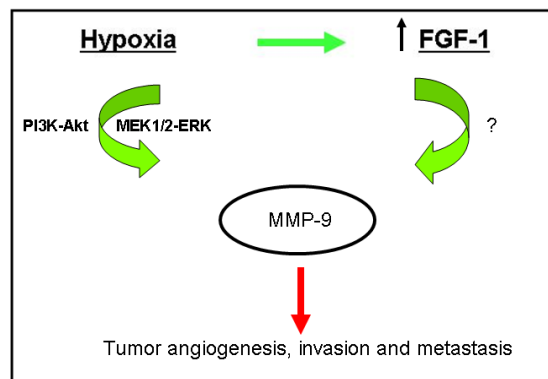 Hypoxia FGF-1
PI3K-Akt MEK1/2-ERK ?
MMP-9
Tumor angiogenesis, invasion and metastasis